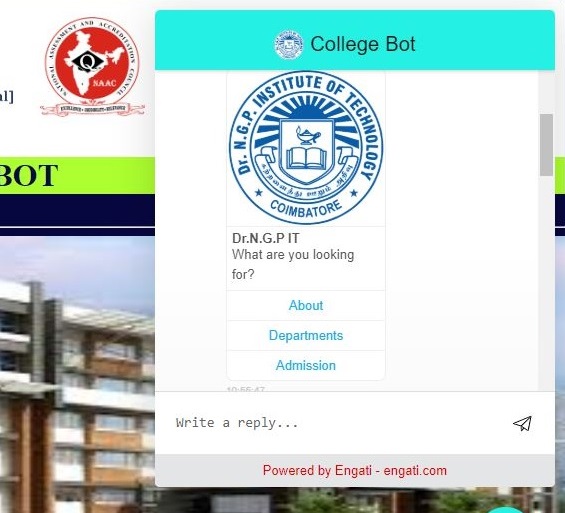 College Bot
al]
NATIONAL ASSESSMENT AND ACCREDITATION COUNCIL
NAAC
EXCELLENCE • CREDIBILITY • RELEVANCE
BOT
Dr. N.G.P. INSTITUTE OF TECHNOLOGY
COIMBATORE
Dr.N.G.P IT
What are you looking
for?
About
Departments
Admission
10:56:47
Write a reply...
Powered by Engati - engati.com